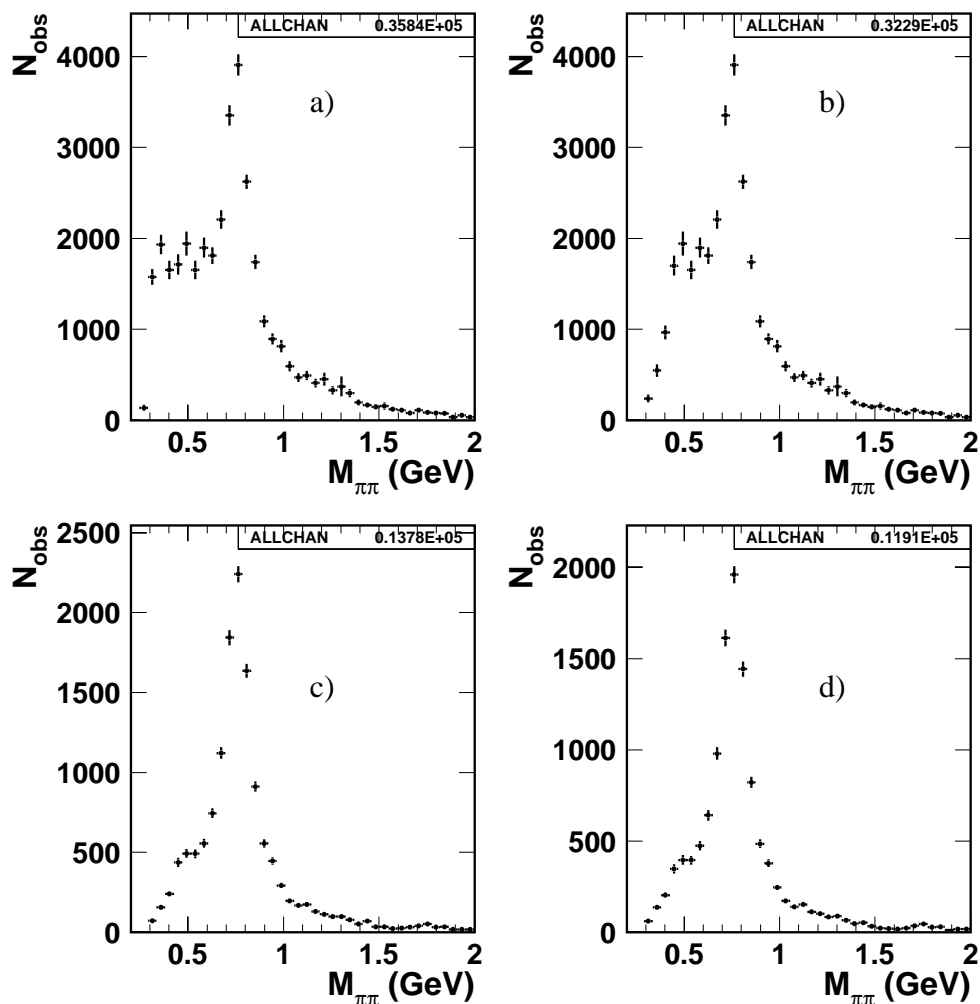 ALLCHAN 0.3584E+05
N_obs
4000
3000
2000
1000
0
a)
0.5 1 1.5 2
M_ππ (GeV)
ALLCHAN 0.3229E+05
N_obs
4000
3000
2000
1000
0
b)
0.5 1 1.5 2
M_ππ (GeV)
ALLCHAN 0.1378E+05
N_obs
2500
2000
1500
1000
500
0
c)
0.5 1 1.5 2
M_ππ (GeV)
ALLCHAN 0.1191E+05
N_obs
2000
1500
1000
500
0
d)
0.5 1 1.5 2
M_ππ (GeV)